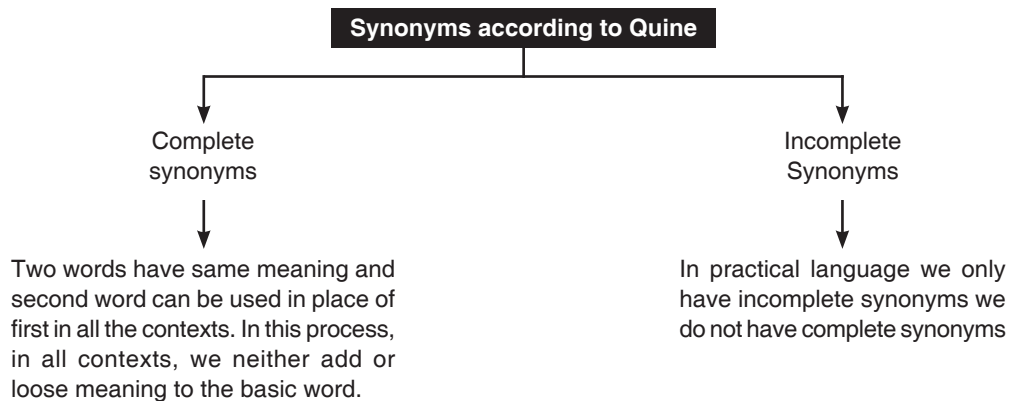 Synonyms according to Quine
Complete
synonyms
Two words have same meaning and
second word can be used in place of
first in all the contexts. In this process,
in all contexts, we neither add or
loose meaning to the basic word.
Incomplete
Synonyms
In practical language we only
have incomplete synonyms we
do not have complete synonyms